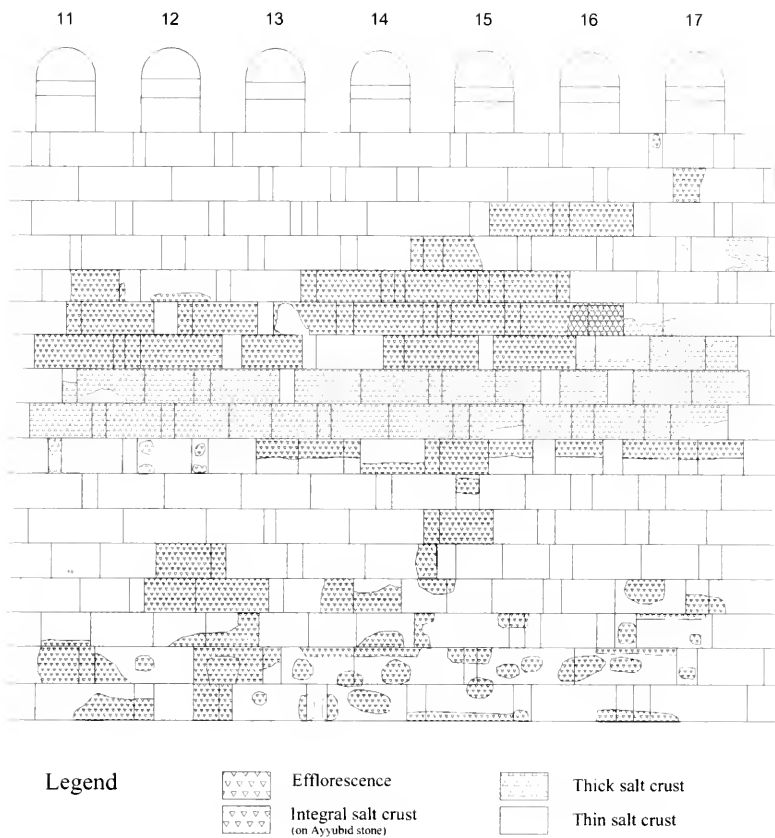 11 12 13 14 15 16 17
Legend
Efflorescence
Thick salt crust
Integral salt crust
(on Ayyubid stone)
Thin salt crust